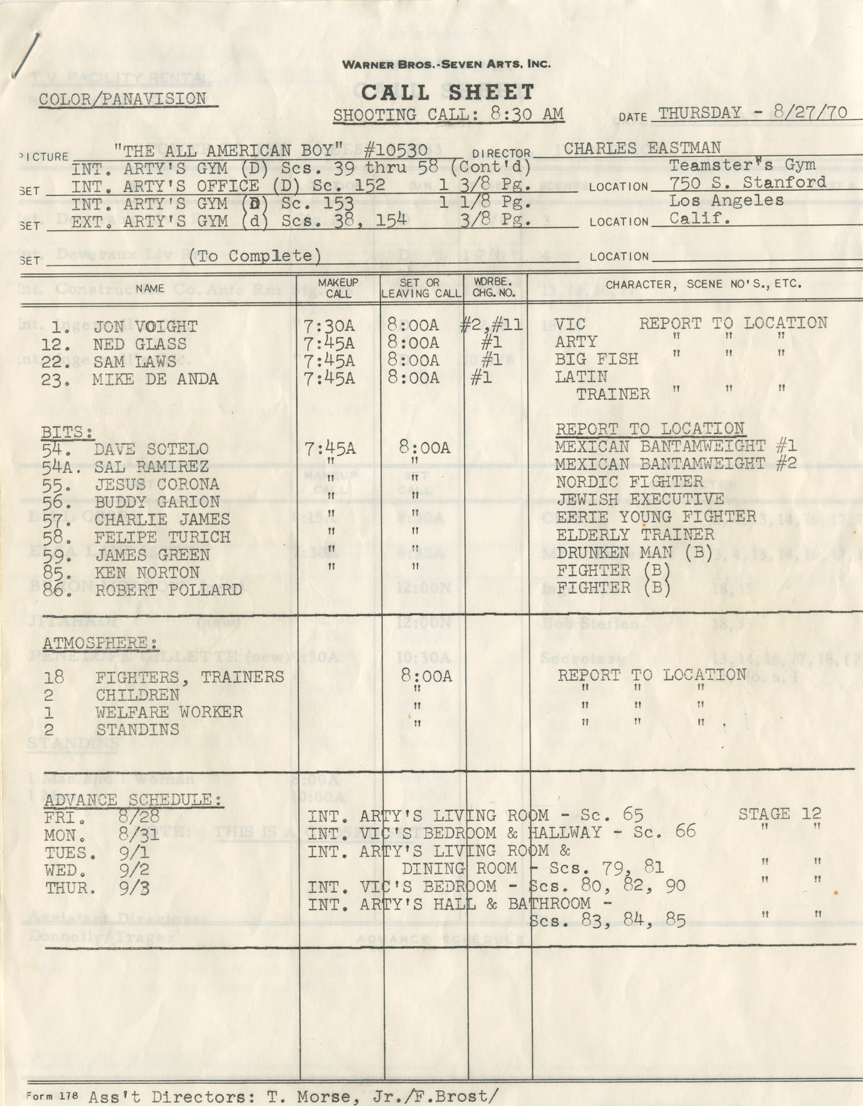 WARNER BROS.-SEVEN ARTS, INC.
COLOR/PANAVISION
CALL SHEET
SHOOTING CALL: 8:30 AM
DATE THURSDAY - 8/27/70
PICTURE "THE ALL AMERICAN BOY" #10530 DIRECTOR CHARLES EASTMAN
INT. ARTY'S GYM (D) Scs. 39 thru 58 (Cont'd) Teamster's Gym
SET INT. ARTY'S OFFICE (D) Sc. 152 1 3/8 Pg. LOCATION 750 S. Stanford
INT. ARTY'S GYM (D) Sc. 153 1 1/8 Pg. Los Angeles
SET EXT. ARTY'S GYM (d) Scs. 38, 154 3/8 Pg. LOCATION Calif.
SET (To Complete) LOCATION
NAME MAKEUP CALL SET OR LEAVING CALL WDRBE. CHG. NO. CHARACTER, SCENE NO'S., ETC.
1. JON VOIGHT 7:30A 8:00A #2,#11 VIC REPORT TO LOCATION
12. NED GLASS 7:45A 8:00A #1 ARTY " " "
22. SAM LAWS 7:45A 8:00A #1 BIG FISH " " "
23. MIKE DE ANDA 7:45A 8:00A #1 LATIN
TRAINER " " "
BITS: REPORT TO LOCATION
54. DAVE SOTELO 7:45A 8:00A MEXICAN BANTAMWEIGHT #1
54A. SAL RAMIREZ " " MEXICAN BANTAMWEIGHT #2
55. JESUS CORONA " " NORDIC FIGHTER
56. BUDDY GARION " " JEWISH EXECUTIVE
57. CHARLIE JAMES " " EERIE YOUNG FIGHTER
58. FELIPE TURICH " " ELDERLY TRAINER
59. JAMES GREEN " " DRUNKEN MAN (B)
85. KEN NORTON " " FIGHTER (B)
86. ROBERT POLLARD FIGHTER (B)
ATMOSPHERE:
18 FIGHTERS, TRAINERS 8:00A REPORT TO LOCATION
2 CHILDREN " " " "
1 WELFARE WORKER " " " "
2 STANDINS " " " "
ADVANCE SCHEDULE:
FRI. 8/28 INT. ARTY'S LIVING ROOM - Sc. 65 STAGE 12
MON. 8/31 INT. VIC'S BEDROOM & HALLWAY - Sc. 66 " "
TUES. 9/1 INT. ARTY'S LIVING ROOM &
WED. 9/2 DINING ROOM - Scs. 79, 81 " "
THUR. 9/3 INT. VIC'S BEDROOM - Scs. 80, 82, 90 " "
INT. ARTY'S HALL & BATHROOM -
Scs. 83, 84, 85 " "
Form 178 Ass't Directors: T. Morse, Jr./F.Brost/